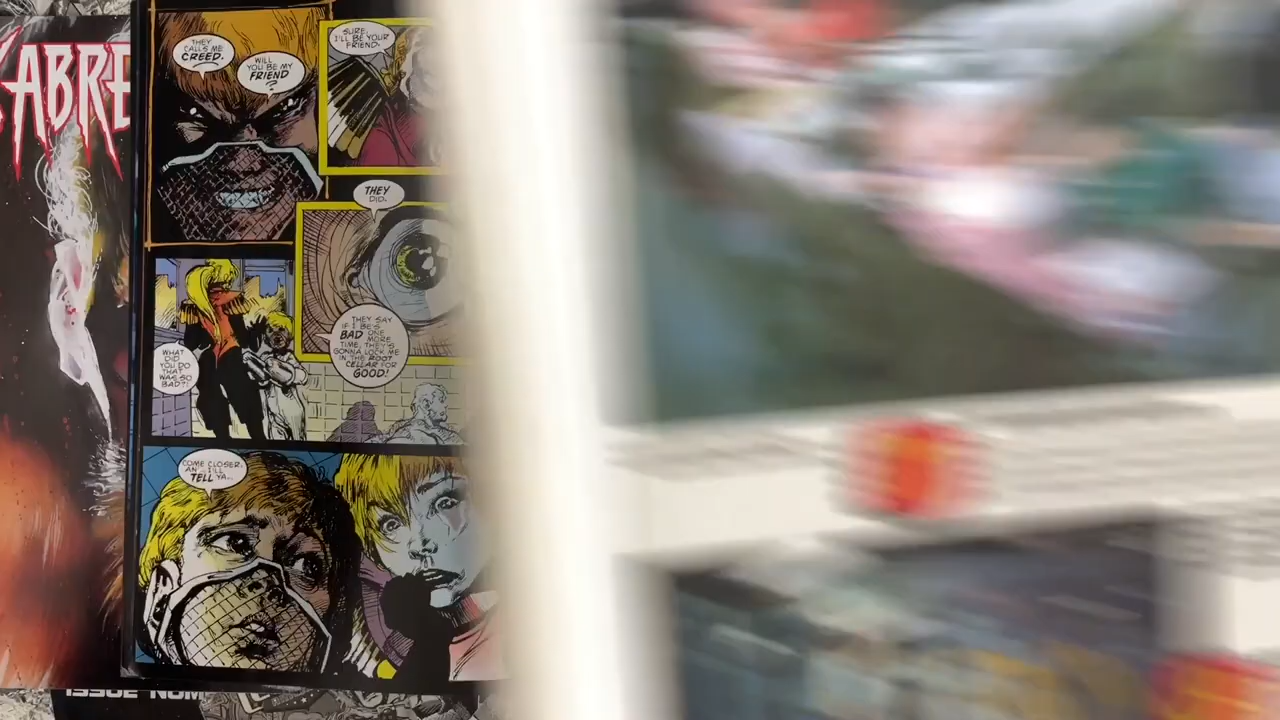 ABRE
THEY
CALLS ME
CREED.
WILL
YOU BE MY
FRIEND
?
SURE,
I'LL BE YOUR
FRIEND.
THEY
DID.
THEY SAY
IF I BE'S
BAD ONE
MORE
TIME, THEY'S
GONNA LOCK ME
IN THE ROOT
CELLAR FOR
GOOD!
WHAT
DID
YOU DO
THAT
WAS SO
BAD?!
COME CLOSER.
AN I'LL
TELL YA...
ISSUE NUM